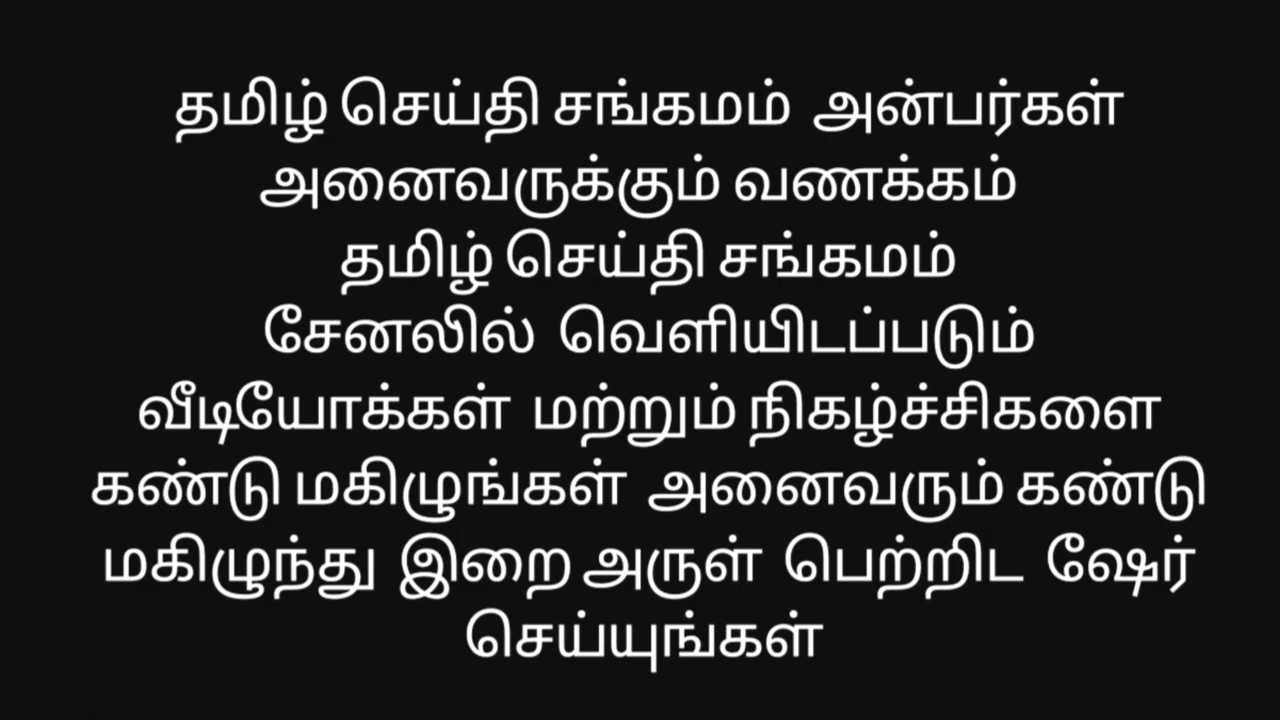 தமிழ் செய்தி சங்கமம் அன்பர்கள்
அனைவருக்கும் வணக்கம்
தமிழ் செய்தி சங்கமம்
சேனலில் வெளியிடப்படும்
வீடியோக்கள் மற்றும் நிகழ்ச்சிகளை
கண்டு மகிழுங்கள் அனைவரும் கண்டு
மகிழுந்து இறை அருள் பெற்றிட ஷேர்
செய்யுங்கள்